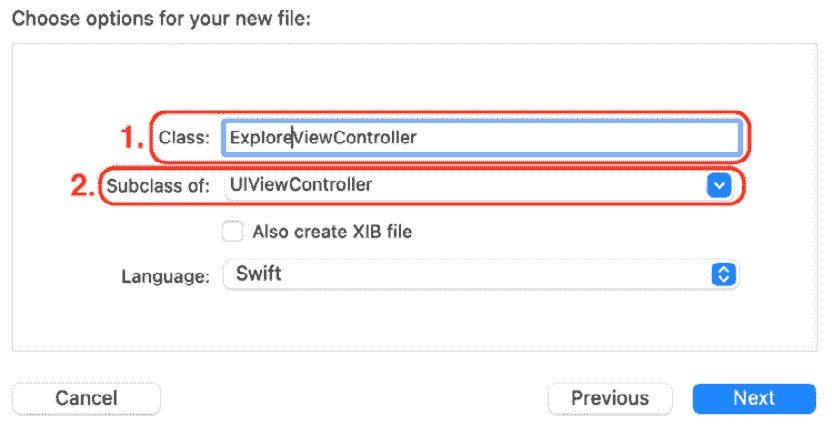 Choose options for your new file:
1. Class: ExploreViewController
2. Subclass of: UIViewController
Also create XIB file
Language: Swift
Cancel Previous Next